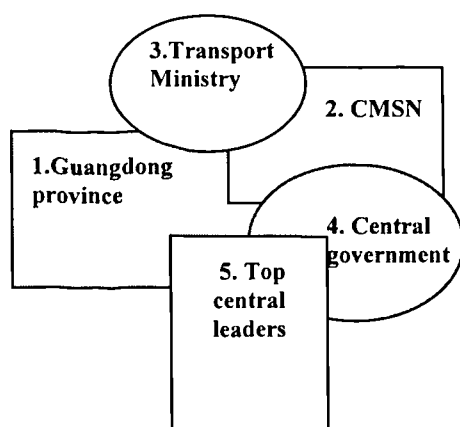 3.Transport
Ministry
2. CMSN
1.Guangdong
province
4. Central
government
5. Top
central
leaders